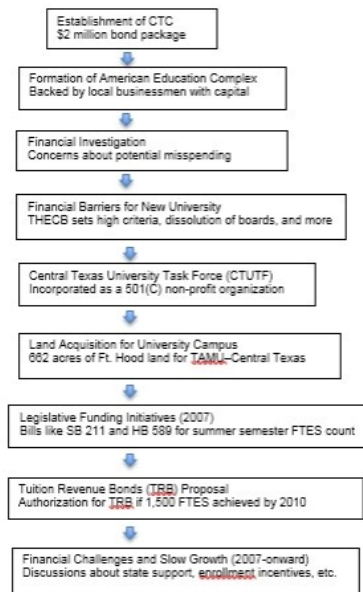 Establishment of CTC
$2 million bond package
Formation of American Education Complex
Backed by local businessmen with capital
Financial Investigation
Concerns about potential misspending
Financial Barriers for New University
THECB sets high criteria, dissolution of boards, and more
Central Texas University Task Force (CTUTF)
Incorporated as a 501(C) non-profit organization
Land Acquisition for University Campus
662 acres of Ft. Hood land for TAMU–Central Texas
Legislative Funding Initiatives (2007)
Bills like SB 211 and HB 589 for summer semester FTES count
Tuition Revenue Bonds (TRB) Proposal
Authorization for TRB if 1,500 FTES achieved by 2010
Financial Challenges and Slow Growth (2007-onward)
Discussions about state support, enrollment incentives, etc.